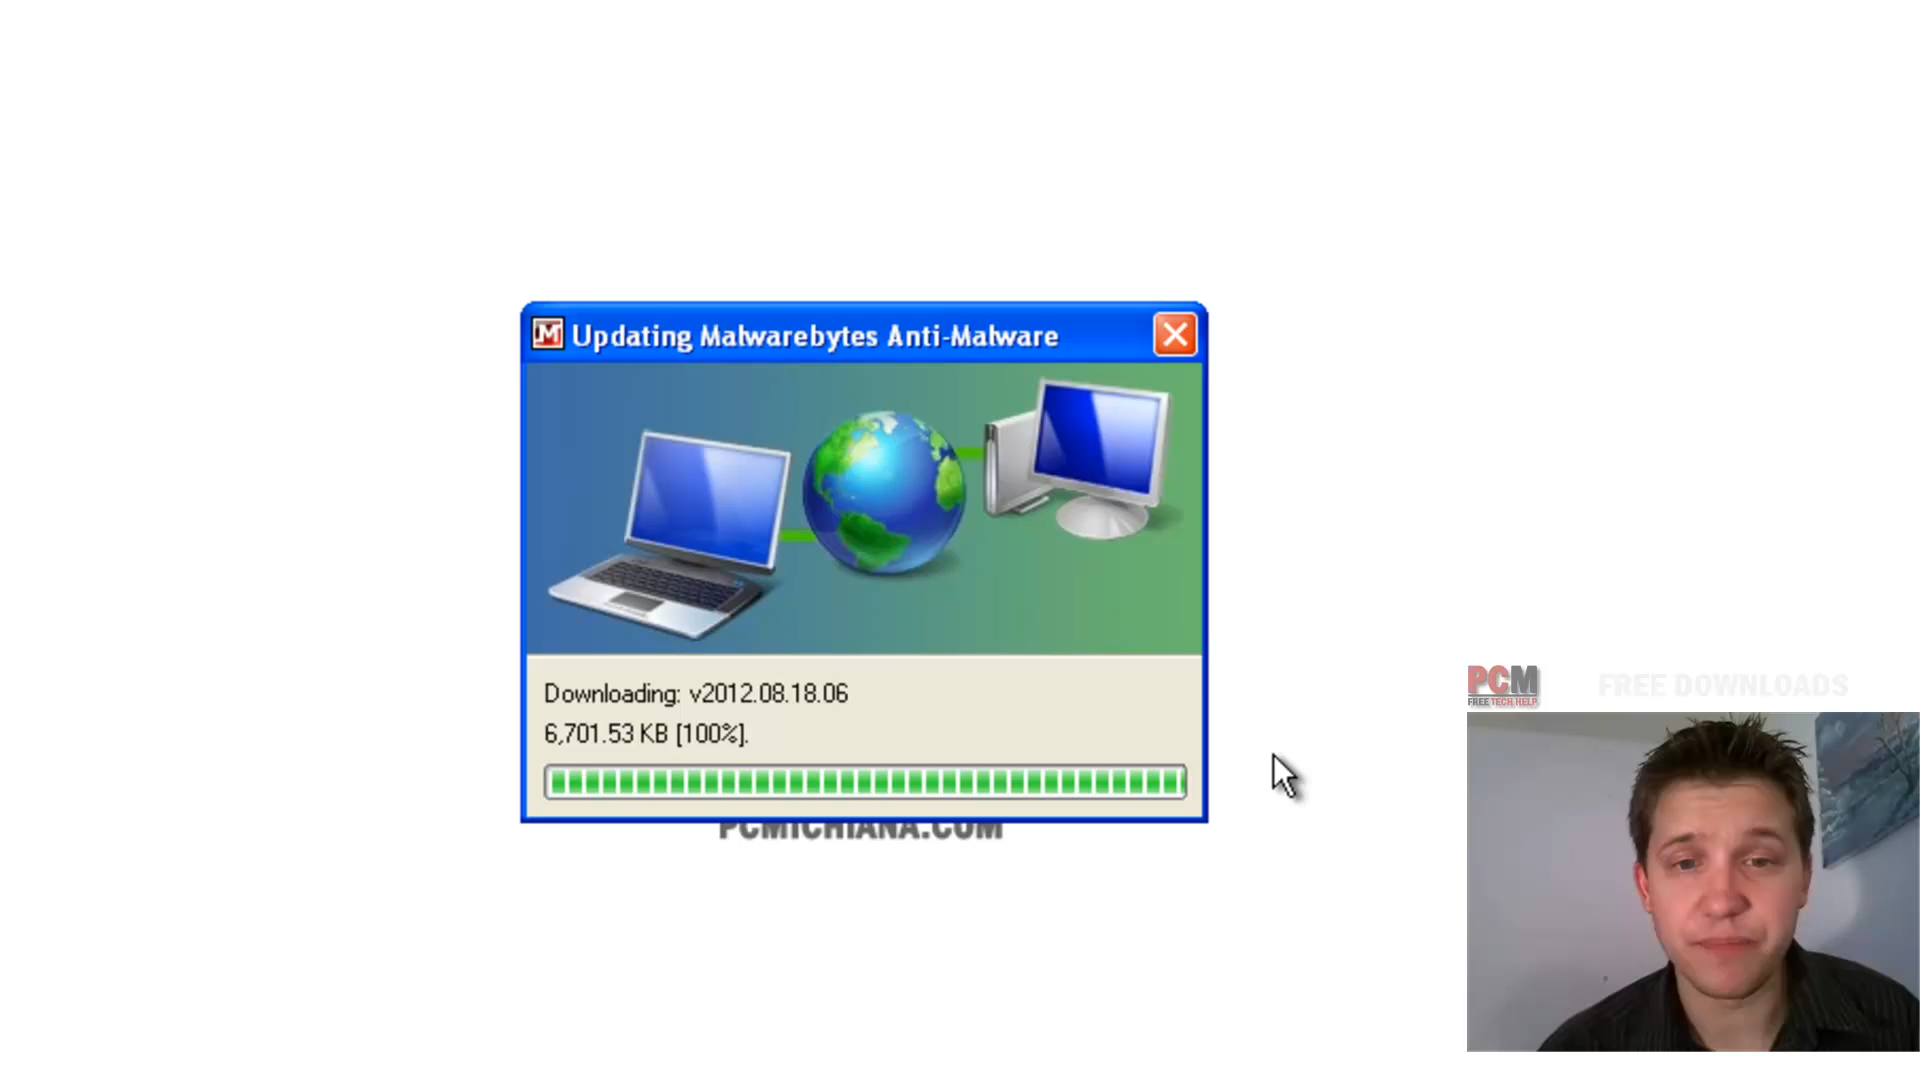 Updating Malwarebytes Anti-Malware
Downloading: v2012.08.18.06
6,701.53 KB [100%].
PCMICHIANA.COM
PCM
FREE TECH HELP
FREE DOWNLOADS